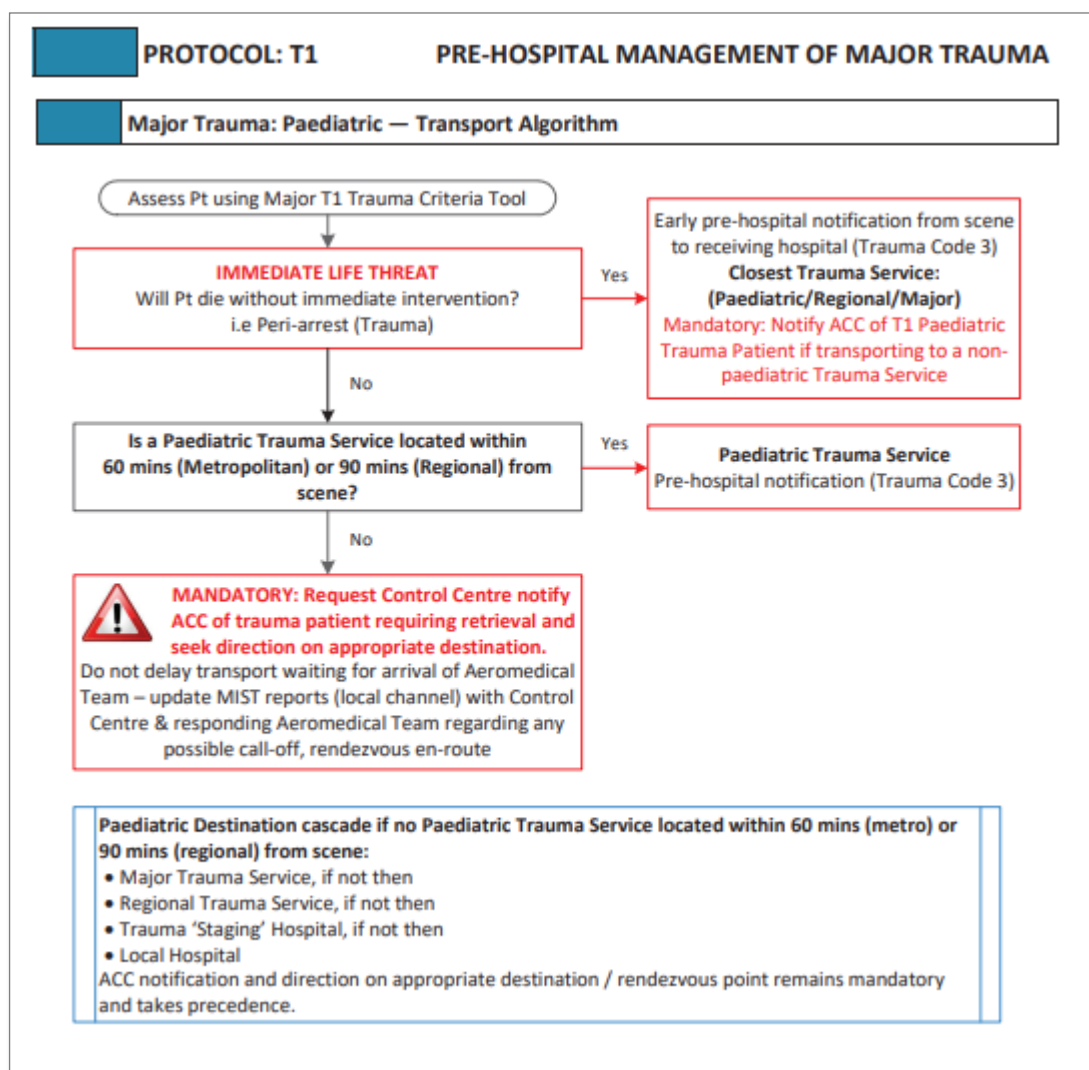 PROTOCOL: T1 PRE-HOSPITAL MANAGEMENT OF MAJOR TRAUMA
Major Trauma: Paediatric — Transport Algorithm
Assess Pt using Major T1 Trauma Criteria Tool
IMMEDIATE LIFE THREAT
Will Pt die without immediate intervention?
i.e Peri-arrest (Trauma)
Yes
Early pre-hospital notification from scene
to receiving hospital (Trauma Code 3)
Closest Trauma Service:
(Paediatric/Regional/Major)
Mandatory: Notify ACC of T1 Paediatric
Trauma Patient if transporting to a non-
paediatric Trauma Service
No
Is a Paediatric Trauma Service located within
60 mins (Metropolitan) or 90 mins (Regional) from
scene?
Yes
Paediatric Trauma Service
Pre-hospital notification (Trauma Code 3)
No
MANDATORY: Request Control Centre notify
ACC of trauma patient requiring retrieval and
seek direction on appropriate destination.
Do not delay transport waiting for arrival of Aeromedical
Team – update MIST reports (local channel) with Control
Centre & responding Aeromedical Team regarding any
possible call-off, rendezvous en-route
Paediatric Destination cascade if no Paediatric Trauma Service located within 60 mins (metro) or
90 mins (regional) from scene:
• Major Trauma Service, if not then
• Regional Trauma Service, if not then
• Trauma ‘Staging’ Hospital, if not then
• Local Hospital
ACC notification and direction on appropriate destination / rendezvous point remains mandatory
and takes precedence.